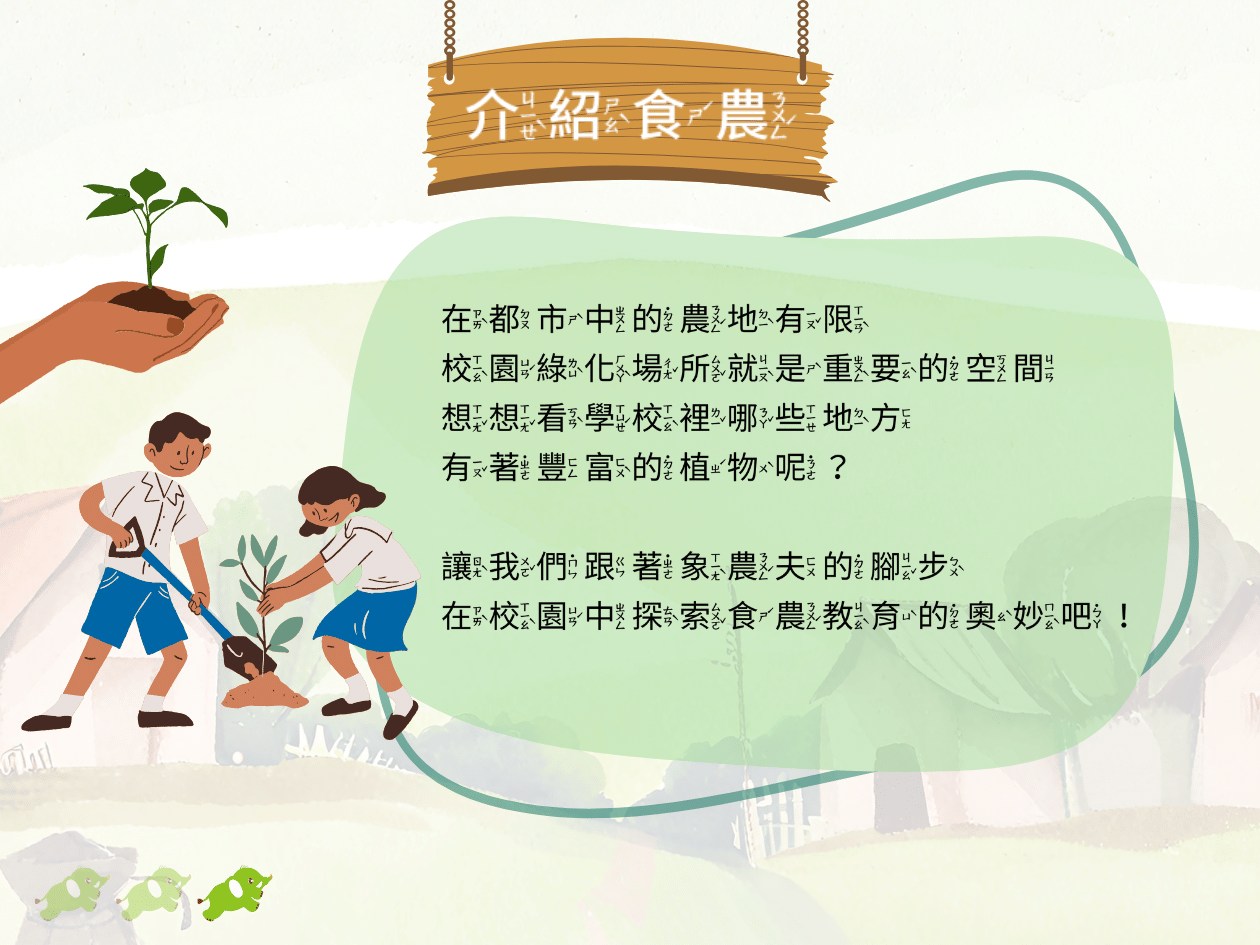 介紹食農
在都市中的農地有限
校園綠化場所就是重要的空間
想想看學校裡哪些地方
有著豐富的植物呢？
讓我們跟著象農夫的腳步
在校園中探索食農教育的奧妙吧！